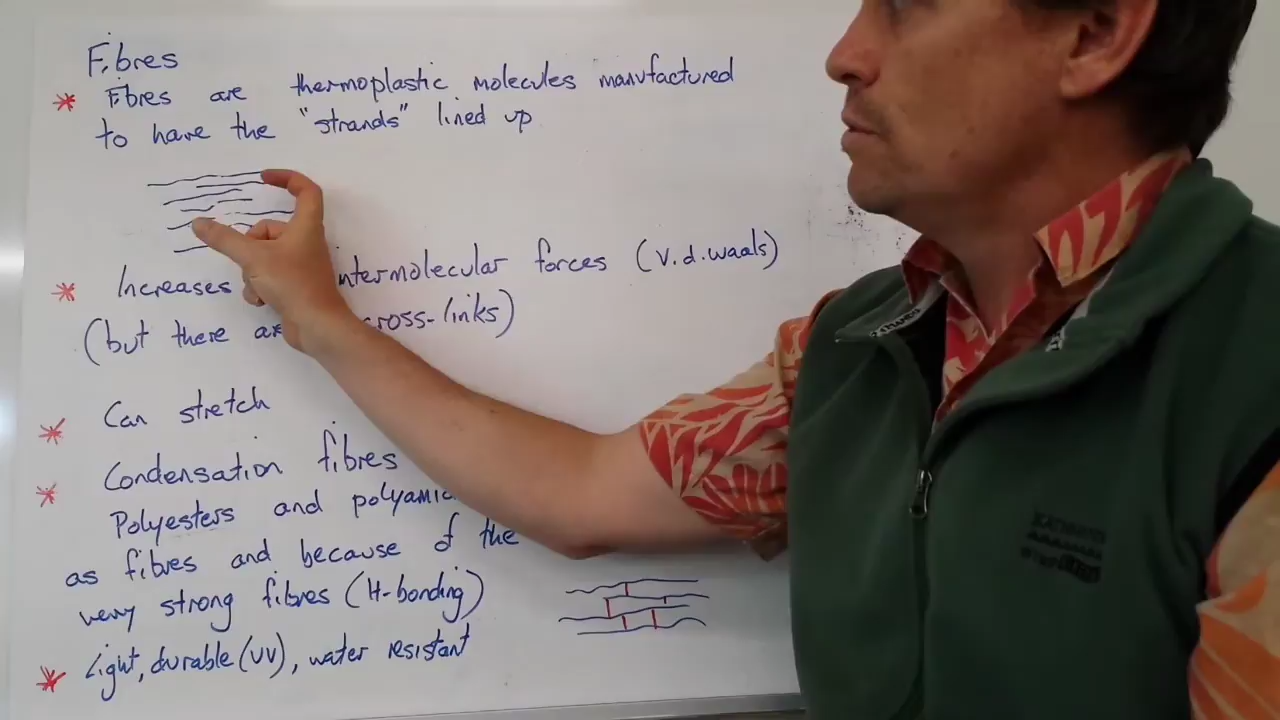 Fibres
* Fibres are thermoplastic molecules manufactured
to have the "strands" lined up
* Increases intermolecular forces (v.d.waals)
(but there are cross-links)
* Can stretch
* Condensation fibres
Polyesters and
as fibres and because of the
very strong fibres (H-bonding)
* Light, durable (UV), water resistant